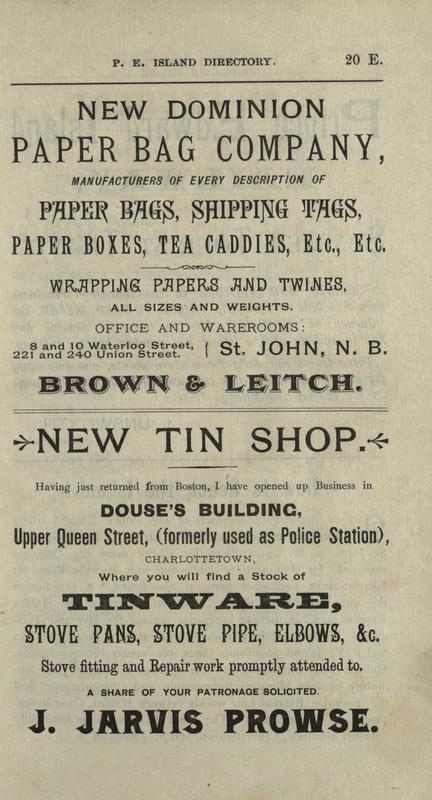 P. E. ISLAND DIRECTORY. 20 E.
NEW DOMINION
PAPER BAG COMPANY,
MANUFACTURERS OF EVERY DESCRIPTION OF
PAPER BAGS, SHIPPING TAGS,
PAPER BOXES, TEA CADDIES, Etc., Etc.
WRAPPING PAPERS AND TWINES,
ALL SIZES AND WEIGHTS.
OFFICE AND WAREROOMS:
8 and 10 Waterloo Street,
221 and 240 Union Street. } St. JOHN, N. B.
BROWN & LEITCH.
NEW TIN SHOP.
Having just returned from Boston, I have opened up Business in
DOUSE'S BUILDING,
Upper Queen Street, (formerly used as Police Station),
CHARLOTTETOWN,
Where you will find a Stock of
TINWARE,
STOVE PANS, STOVE PIPE, ELBOWS, &c.
Stove fitting and Repair work promptly attended to.
A SHARE OF YOUR PATRONAGE SOLICITED.
J. JARVIS PROWSE.